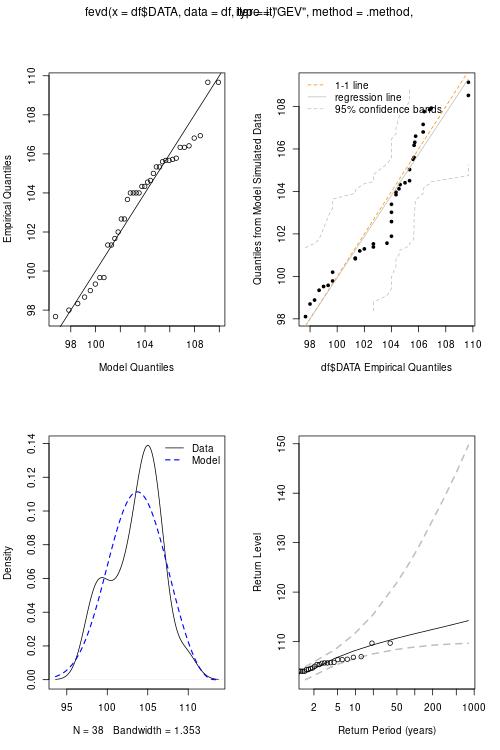 fevd(x = df$DATA, data = df, type = "GEV", method = .method,
110
108
106
104
102
100
98
Empirical Quantiles
98 100 104 108
Model Quantiles
1-1 line
regression line
95% confidence bands
108
106
104
102
100
98
Quantiles from Model Simulated Data
98 100 102 104 106 108 110
df$DATA Empirical Quantiles
0.14
0.12
0.10
0.08
0.06
0.04
0.02
0.00
Density
Data
Model
95 100 105 110
N = 38 Bandwidth = 1.353
150
140
130
120
110
Return Level
2 5 10 50 200 1000
Return Period (years)